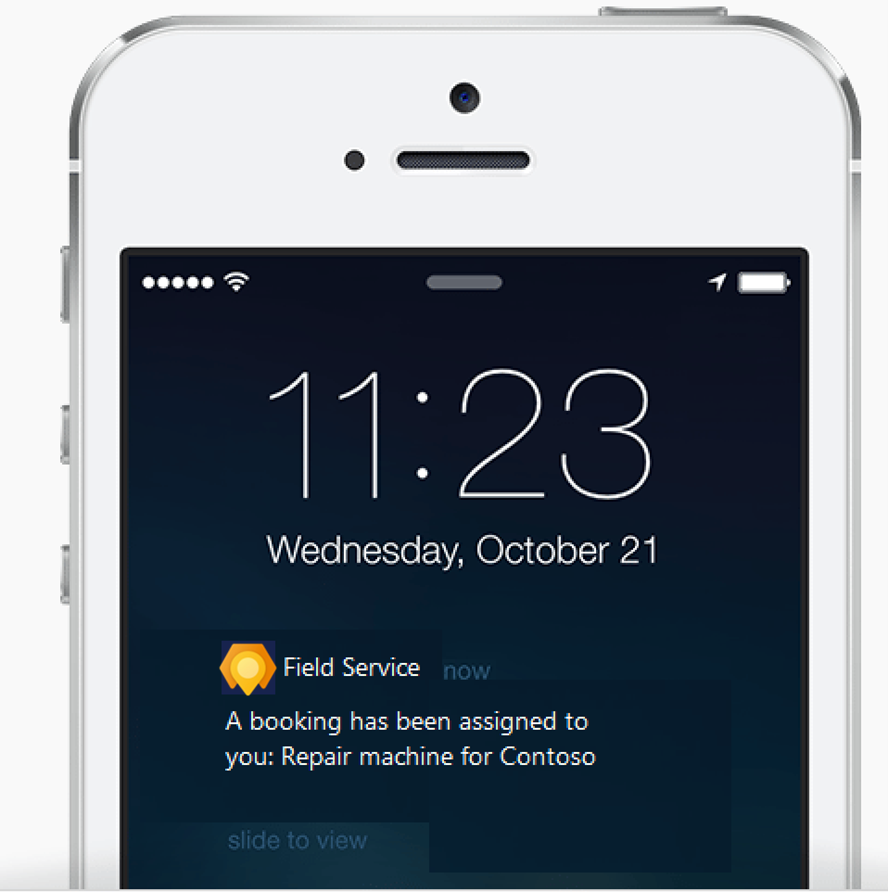 11:23
Wednesday, October 21
Field Service now
A booking has been assigned to
you: Repair machine for Contoso
slide to view